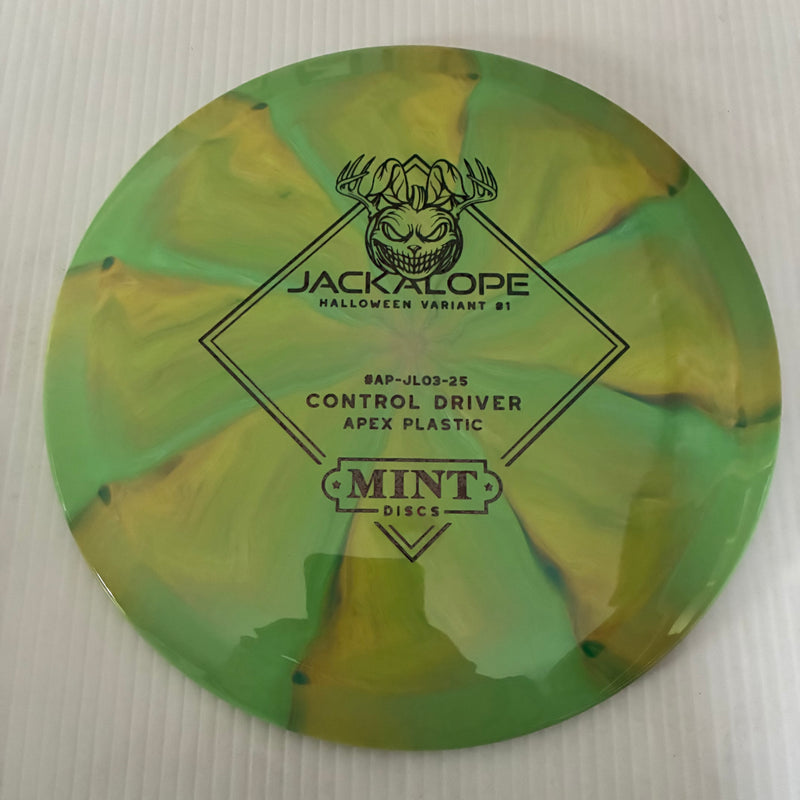 JACKALOPE
HALLOWEEN VARIANT #1
#AP-JL03-25
CONTROL DRIVER
APEX PLASTIC
MINT
DISCS